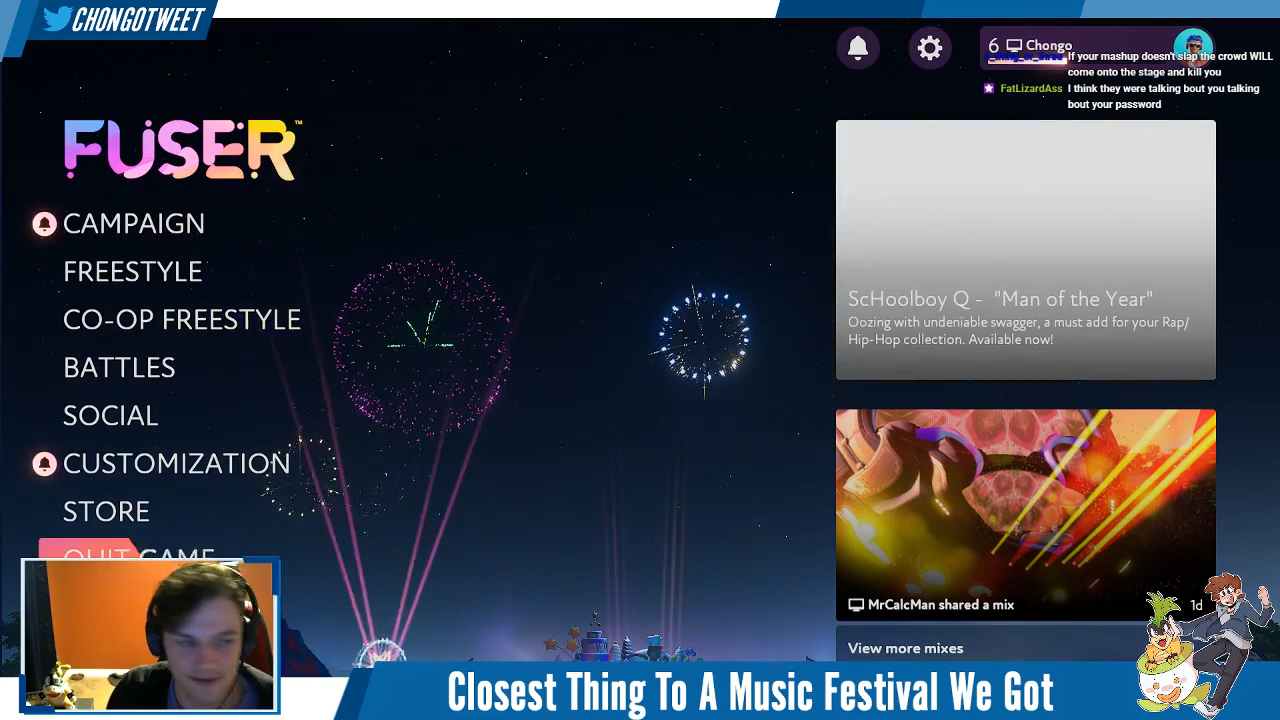 CHONGOTWEET
6 Chongo
If your mashup doesn't slap the crowd WILL
come onto the stage and kill you
FatLizardAss I think they were talking bout you talking
bout your password
FUSER™
CAMPAIGN
FREESTYLE
CO-OP FREESTYLE
BATTLES
SOCIAL
CUSTOMIZATION
STORE
QUIT GAME
ScHoolboy Q - "Man of the Year"
Oozing with undeniable swagger, a must add for your Rap/
Hip-Hop collection. Available now!
MrCalcMan shared a mix 1d
View more mixes
Closest Thing To A Music Festival We Got